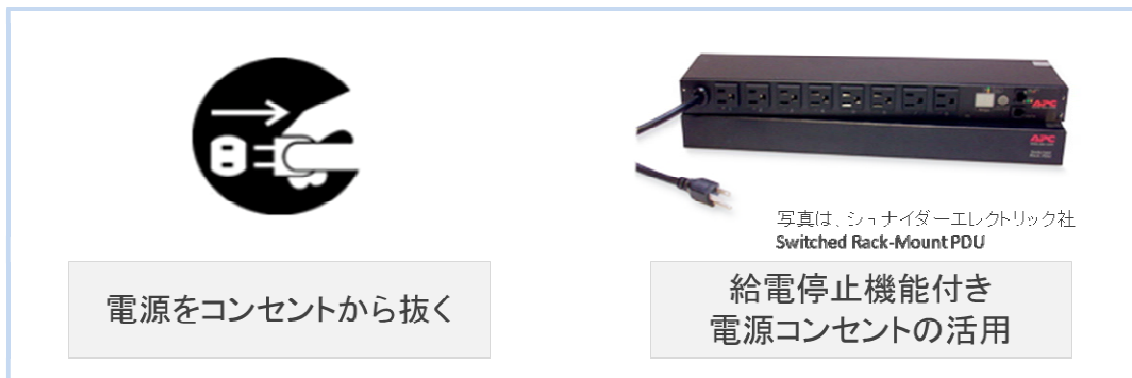 APC
APC
写真は、シュナイダーエレクトリック社
Switched Rack-Mount PDU
電源をコンセントから抜く
給電停止機能付き
電源コンセントの活用